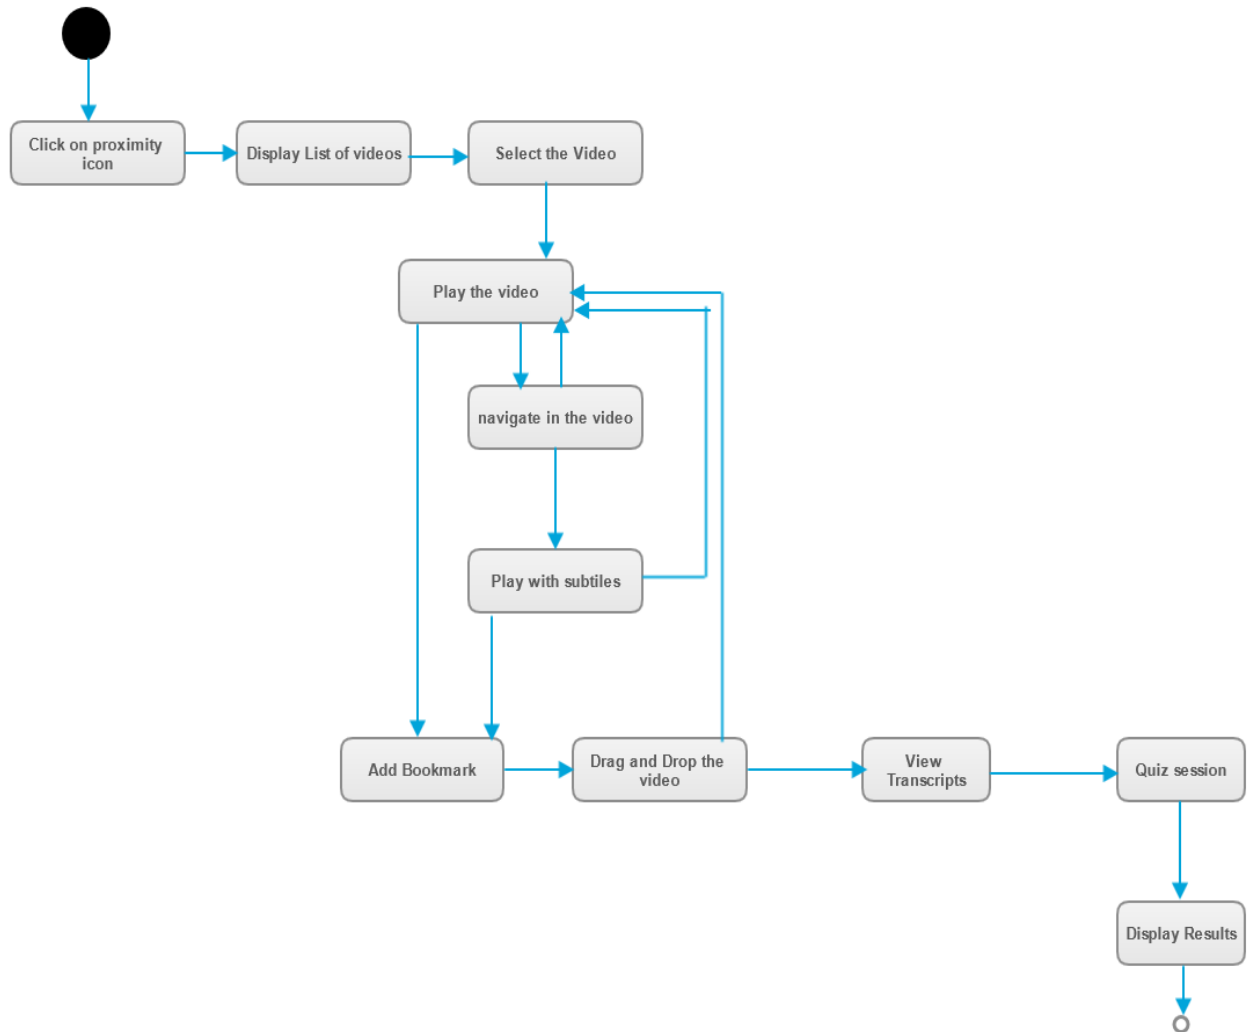 Click on proximity
icon
Display List of videos
Select the Video
Play the video
navigate in the video
Play with subtiles
Add Bookmark
Drag and Drop the
video
View
Transcripts
Quiz session
Display Results